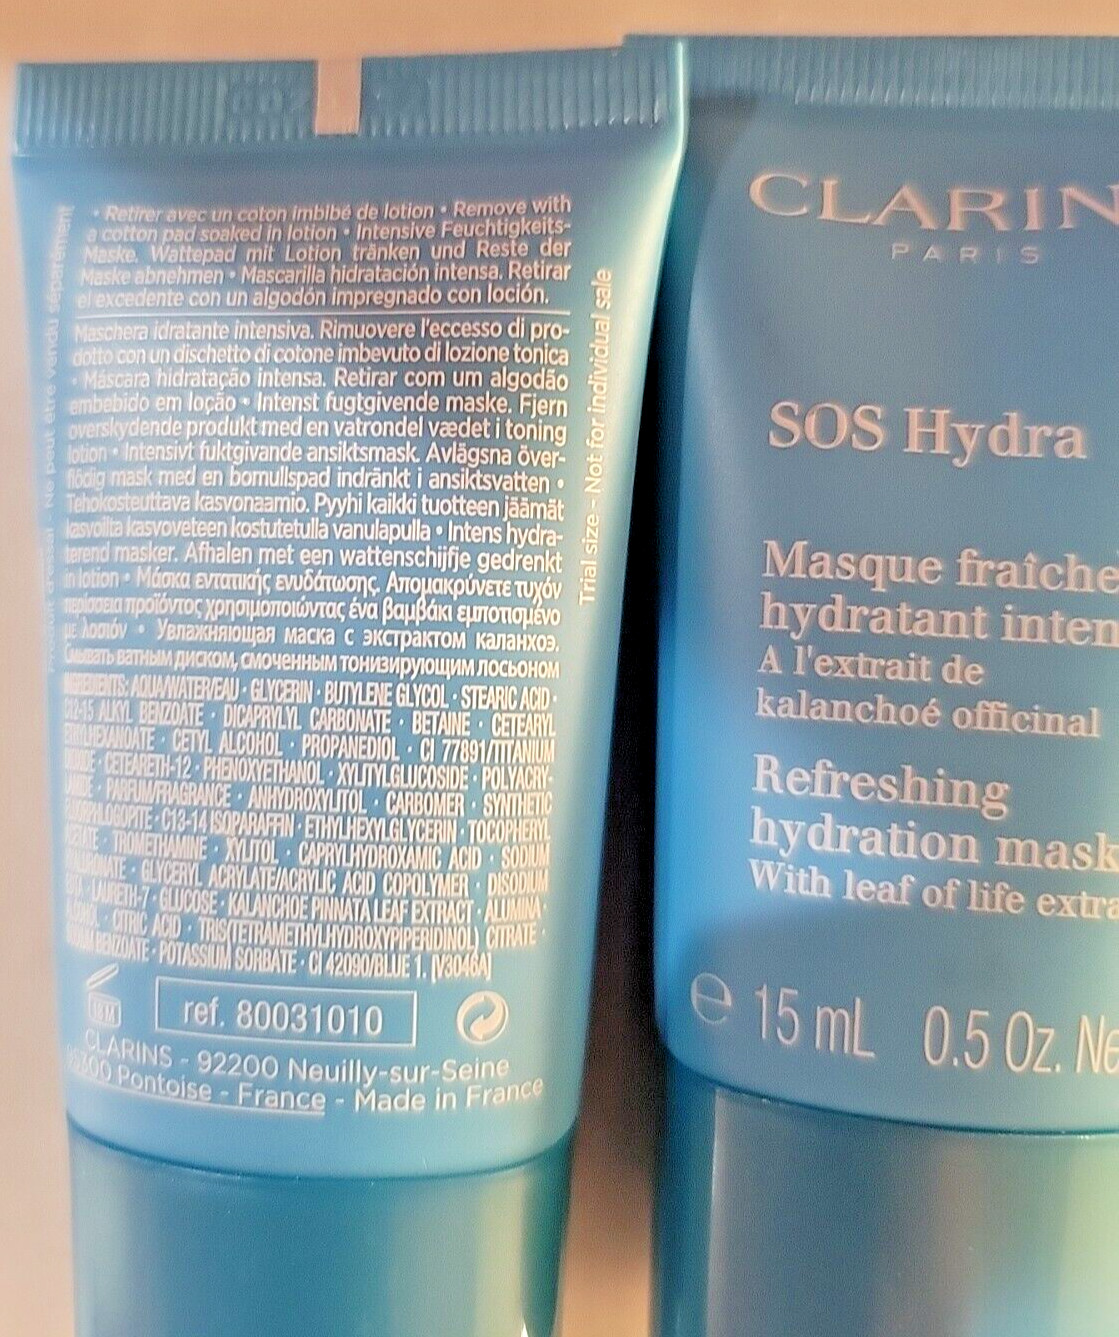 • Retirer avec un coton imbibé de lotion • Remove with
a cotton pad soaked in lotion • Intensive Feuchtigkeits-
Maske. Wattepad mit Lotion tränken und Reste der
Maske abnehmen • Mascarilla hidratación intensa. Retirar
el excedente con un algodón impregnado con loción.
Maschera idratante intensiva. Rimuovere l'eccesso di pro-
dotto con un dischetto di cotone imbevuto di lozione tonica
• Máscara hidratação intensa. Retirar com um algodão
embebido em loção • Intenst fugtgivende maske. Fjern
overskydende produkt med en vatrondel vædet i toning
lotion • Intensivt fuktgivande ansiktsmask. Avlägsna över-
flödig mask med en bomullspad indränkt i ansiktsvatten •
Tehokosteuttava kasvonaamio. Pyyhi kaikki tuotteen jäämät
kasvoilta kasvoveteen kostutetulla vanulapulla • Intens hydra-
terend masker. Afhalen met een wattenschijfje gedrenkt
in lotion • Μάσκα εντατικής ενυδάτωσης. Απομακρύνετε τυχόν
περίσσεια προϊόντος χρησιμοποιώντας ένα βαμβάκι εμποτισμένο
με λοσιόν • Увлажняющая маска с экстрактом каланхоэ.
Смывать ватным диском, смоченным тонизирующим лосьоном
INGREDIENTS: AQUA/WATER/EAU · GLYCERIN · BUTYLENE GLYCOL · STEARIC ACID ·
C12-15 ALKYL BENZOATE · DICAPRYLYL CARBONATE · BETAINE · CETEARYL
ETHYLHEXANOATE · CETYL ALCOHOL · PROPANEDIOL · CI 77891/TITANIUM
DIOXIDE · CETEARETH-12 · PHENOXYETHANOL · XYLITYLGLUCOSIDE · POLYACRY-
LAMIDE · PARFUM/FRAGRANCE · ANHYDROXYLITOL · CARBOMER · SYNTHETIC
FLUORPHLOGOPITE · C13-14 ISOPARAFFIN · ETHYLHEXYLGLYCERIN · TOCOPHERYL
ACETATE · TROMETHAMINE · XYLITOL · CAPRYLHYDROXAMIC ACID · SODIUM
HYALURONATE · GLYCERYL ACRYLATE/ACRYLIC ACID COPOLYMER · DISODIUM
EDTA · LAURETH-7 · GLUCOSE · KALANCHOE PINNATA LEAF EXTRACT · ALUMINA ·
ALCOHOL · CITRIC ACID · TRIS(TETRAMETHYLHYDROXYPIPERIDINOL) CITRATE ·
SODIUM BENZOATE · POTASSIUM SORBATE · CI 42090/BLUE 1. [V3046A]
18 M
ref. 80031010
CLARINS - 92200 Neuilly-sur-Seine
95300 Pontoise - France - Made in France
Ne peut être vendu séparément
Trial size - Not for individual sale
CLARIN
PARIS
SOS Hydra
Masque fraîche
hydratant inten
A l'extrait de
kalanchoé officinal
Refreshing
hydration mask
With leaf of life extra
e 15 mL 0.5 Oz. Ne